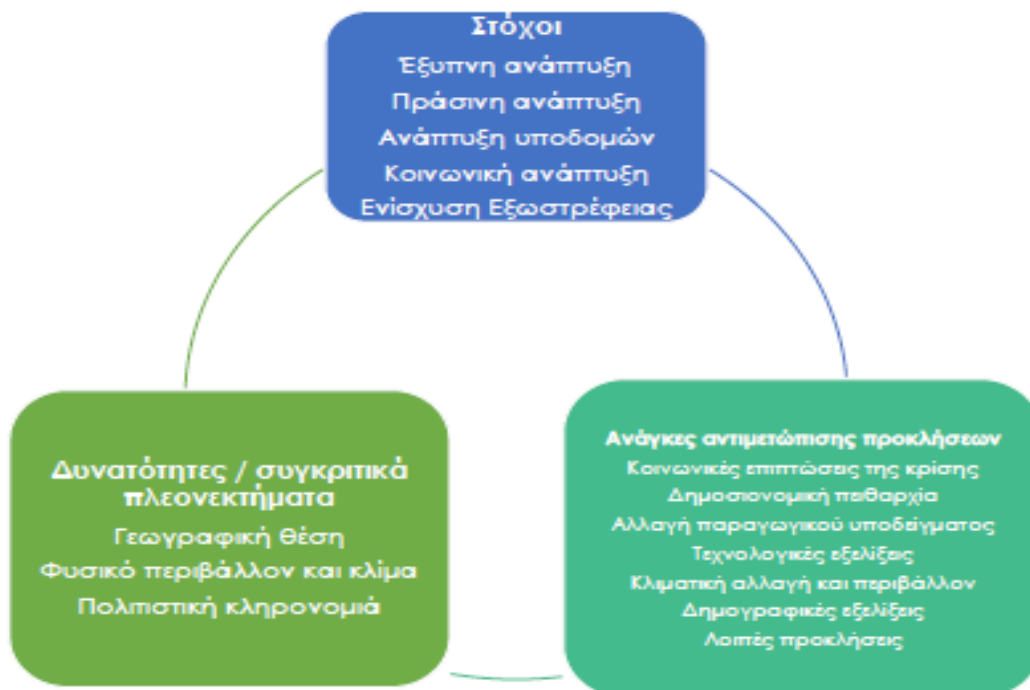 Στόχοι
Έξυπνη ανάπτυξη
Πράσινη ανάπτυξη
Ανάπτυξη υποδομών
Κοινωνική ανάπτυξη
Ενίσχυση Εξωστρέφειας
Δυνατότητες / συγκριτικά
πλεονεκτήματα
Γεωγραφική θέση
Φυσικό περιβάλλον και κλίμα
Πολιτιστική κληρονομιά
Ανάγκες αντιμετώπισης προκλήσεων
Κοινωνικές επιπτώσεις της κρίσης
Δημοσιονομική πειθαρχία
Αλλαγή παραγωγικού υποδείγματος
Τεχνολογικές εξελίξεις
Κλιματική αλλαγή και περιβάλλον
Δημογραφικές εξελίξεις
Λοιπές προκλήσεις